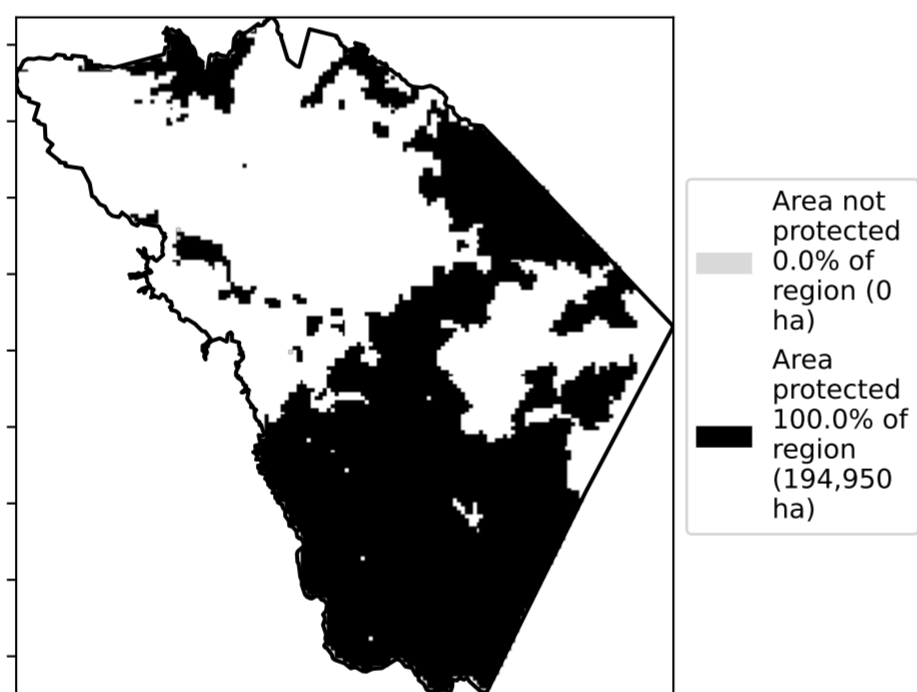 Area not
protected
0.0% of
region (0
ha)
Area
protected
100.0% of
region
(194,950
ha)